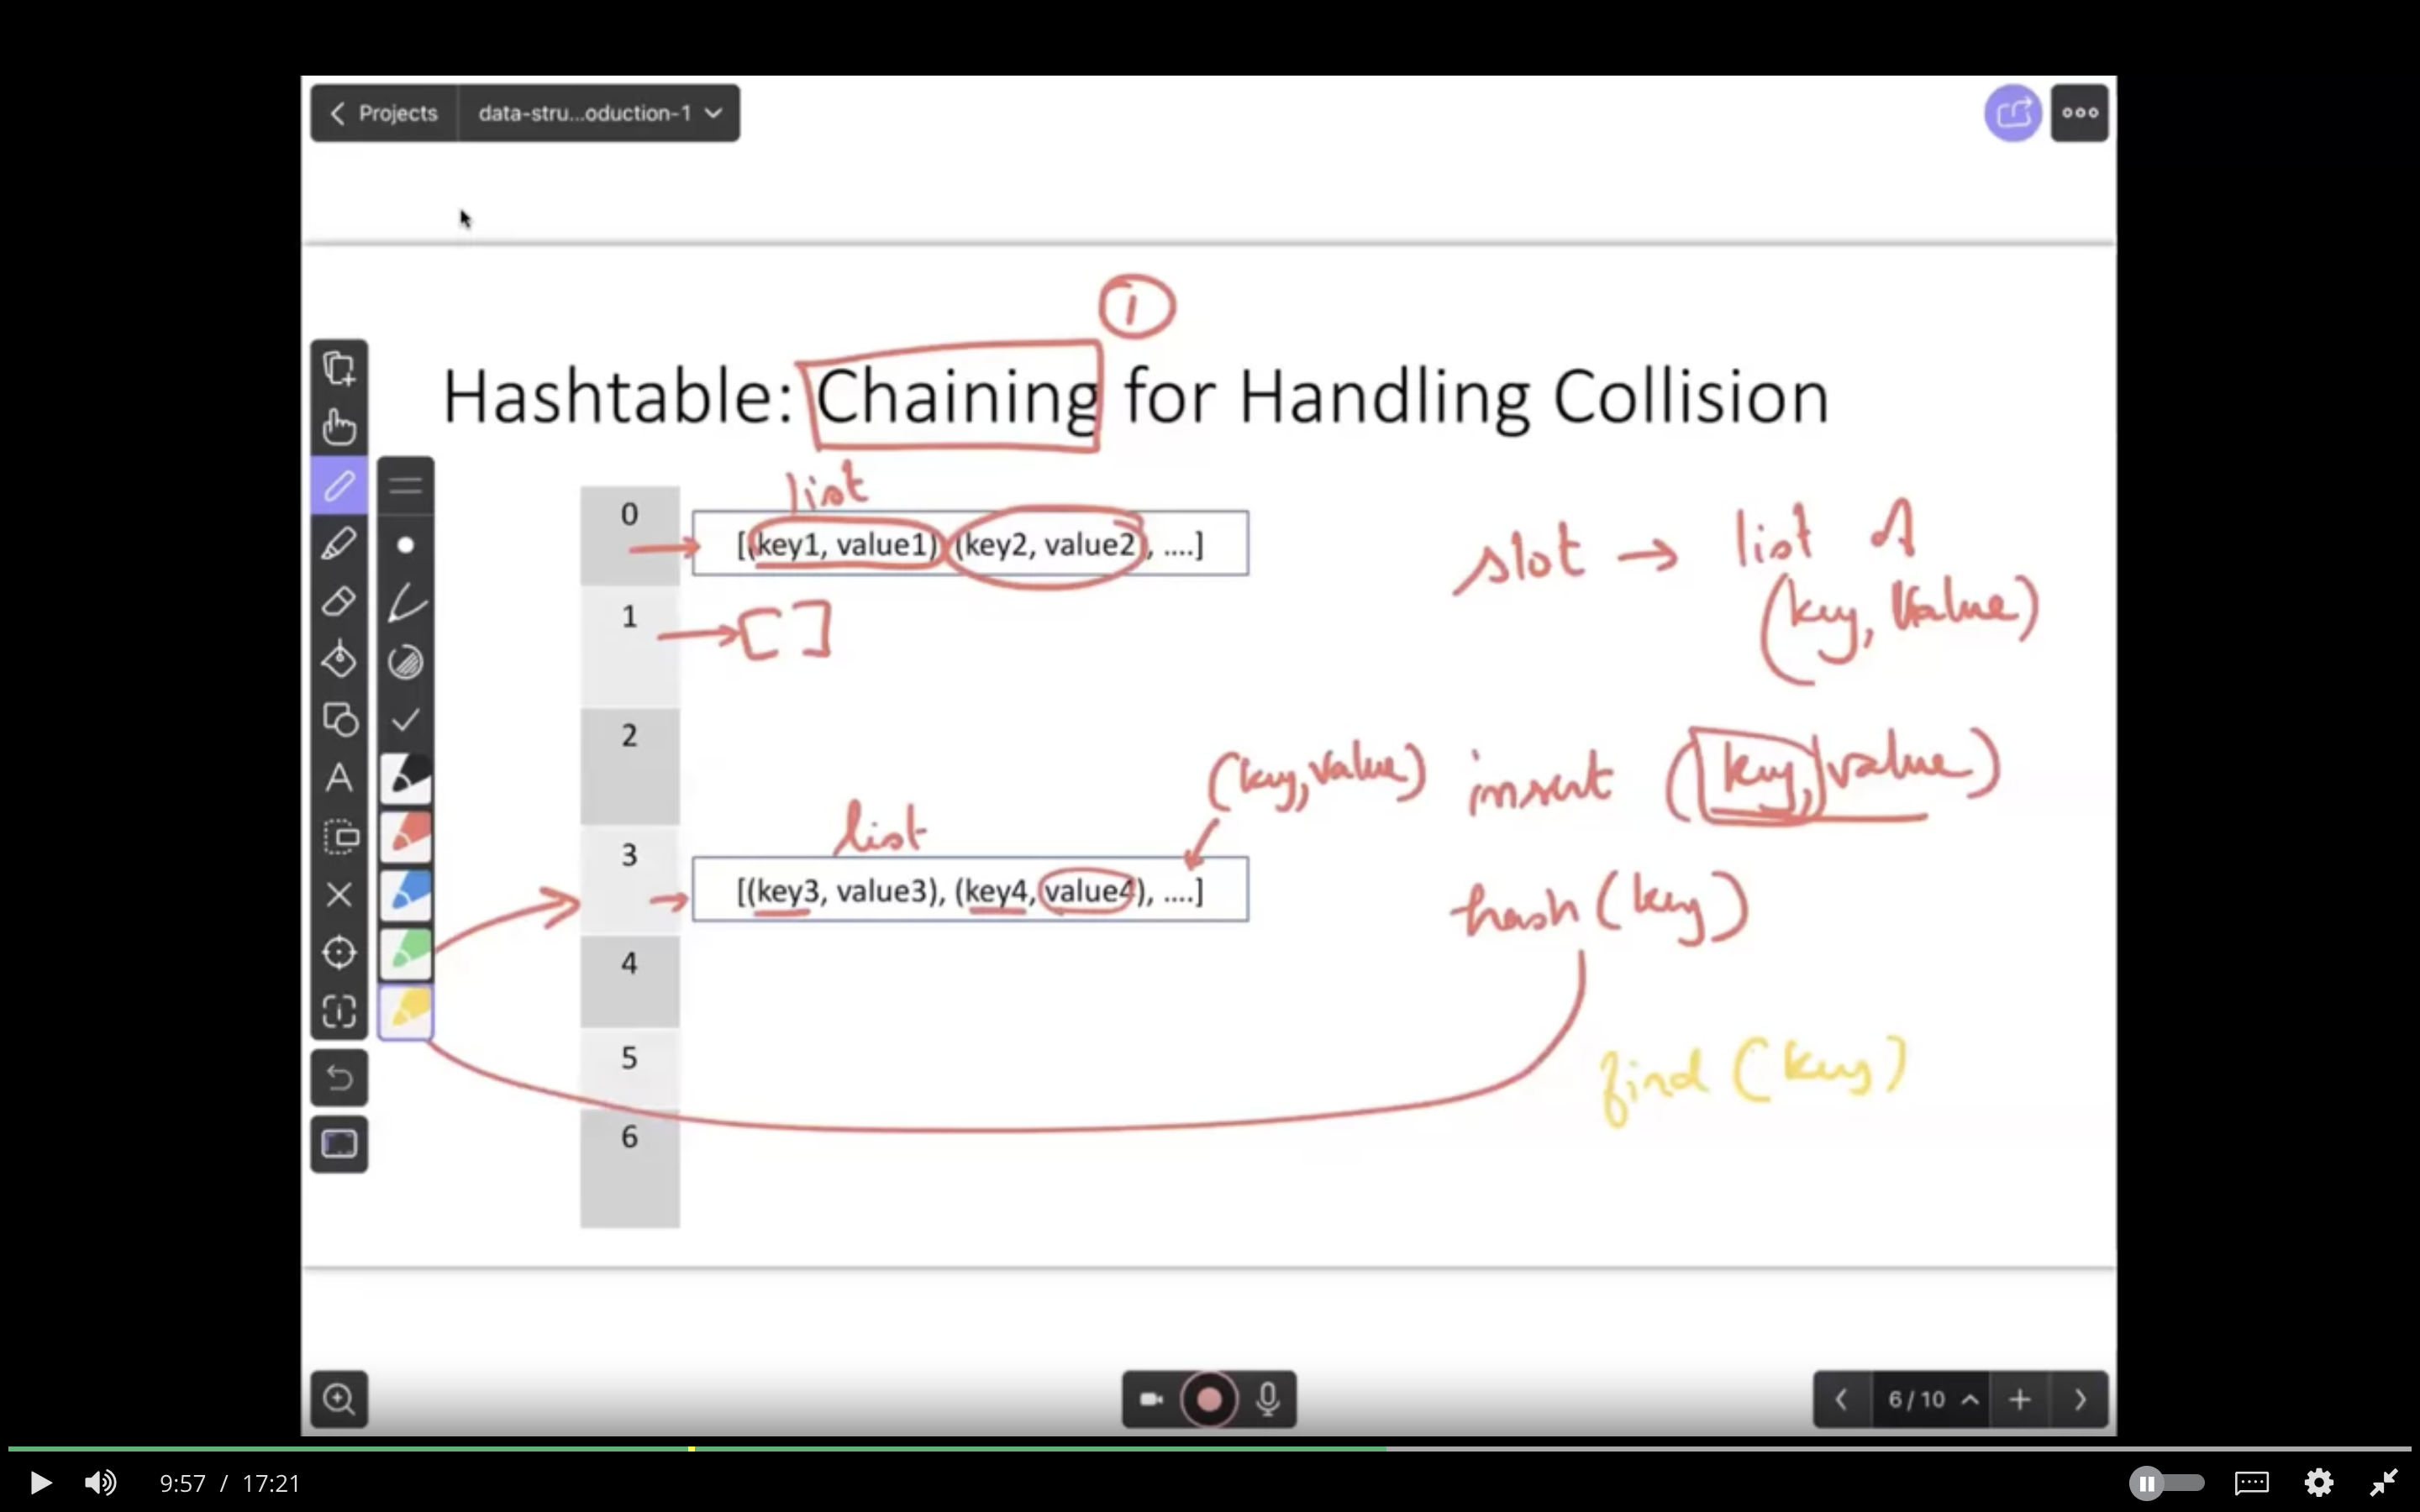 Projects data-stru...oduction-1
1
Hashtable: Chaining for Handling Collision
list
0
[(key1, value1) (key2, value2), ....]
slot → list of
(key, Value)
1
[ ]
2
(key, value) insert (key, value)
list
3
[(key3, value3), (key4, value4), ....]
hash (key)
4
5
find (key)
6
6 / 10
9:57 / 17:21